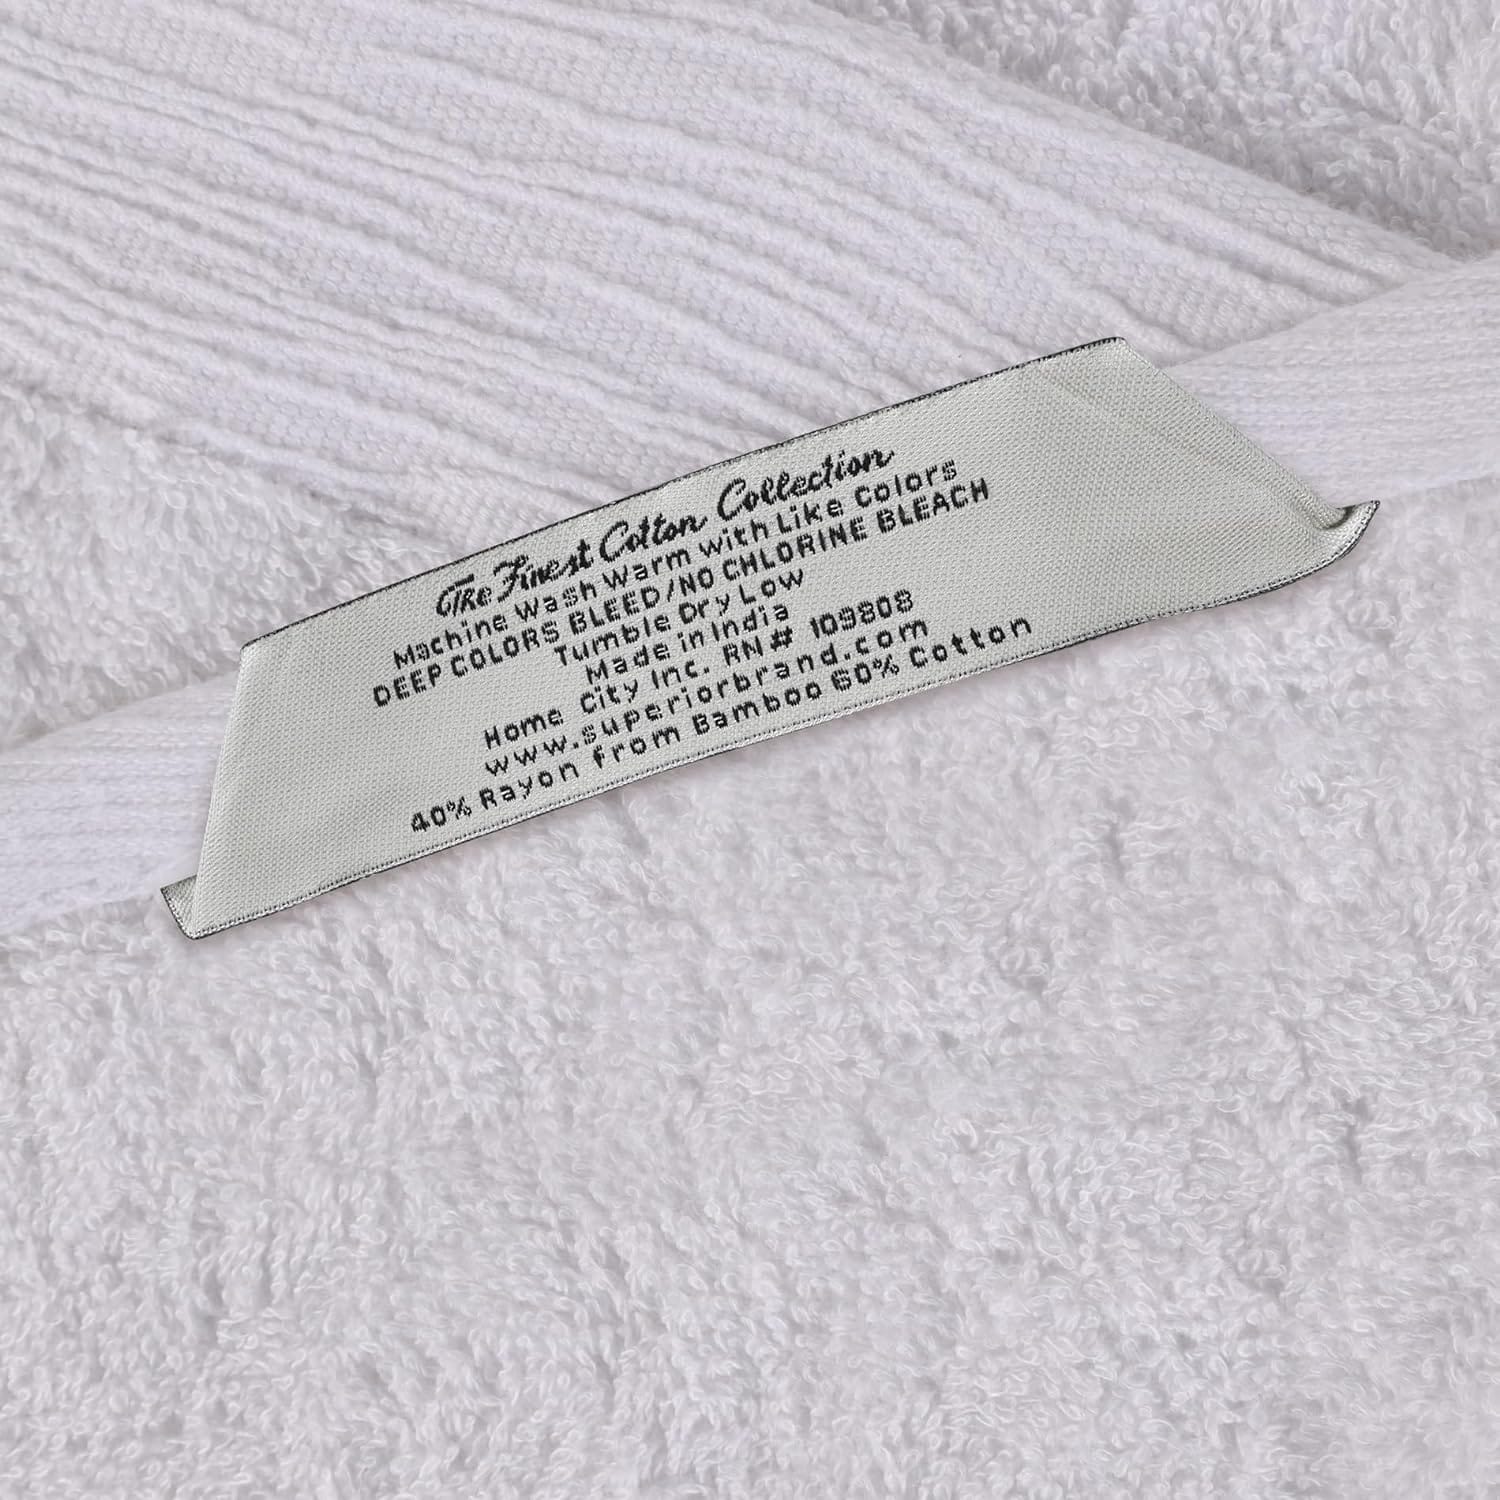 The Finest Cotton Collection
Machine Wash Warm with Like Colors
DEEP COLORS BLEED/NO CHLORINE BLEACH
Tumble Dry Low
Made in India
Home City Inc. RN# 109808
www.superiorbrand.com
40% Rayon from Bamboo 60% Cotton